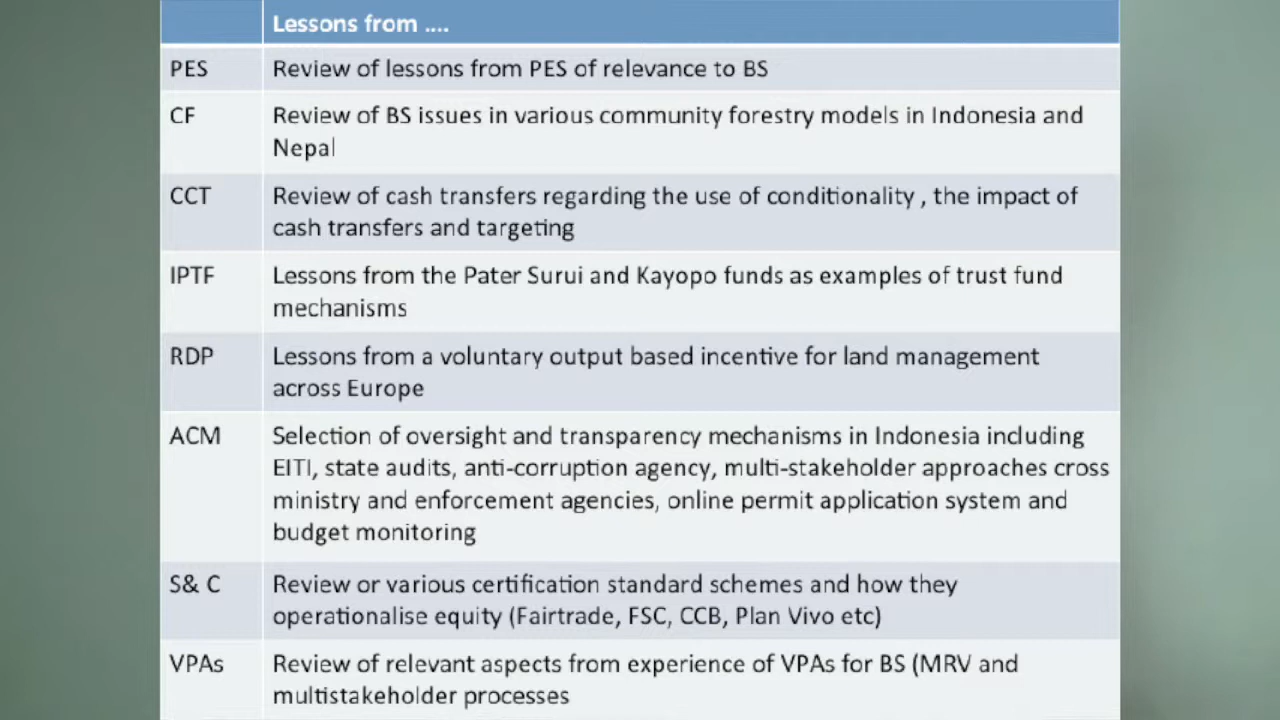 Lessons from ....
PES
Review of lessons from PES of relevance to BS
CF
Review of BS issues in various community forestry models in Indonesia and
Nepal
CCT
Review of cash transfers regarding the use of conditionality , the impact of
cash transfers and targeting
IPTF
Lessons from the Pater Surui and Kayopo funds as examples of trust fund
mechanisms
RDP
Lessons from a voluntary output based incentive for land management
across Europe
ACM
Selection of oversight and transparency mechanisms in Indonesia including
EITI, state audits, anti-corruption agency, multi-stakeholder approaches cross
ministry and enforcement agencies, online permit application system and
budget monitoring
S& C
Review or various certification standard schemes and how they
operationalise equity (Fairtrade, FSC, CCB, Plan Vivo etc)
VPAs
Review of relevant aspects from experience of VPAs for BS (MRV and
multistakeholder processes